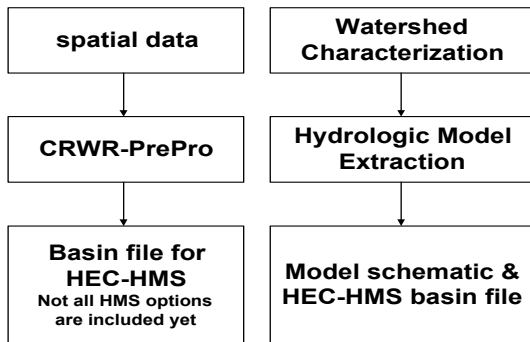 spatial data
CRWR-PrePro
Basin file for
HEC-HMS
Not all HMS options
are included yet
Watershed
Characterization
Hydrologic Model
Extraction
Model schematic &
HEC-HMS basin file